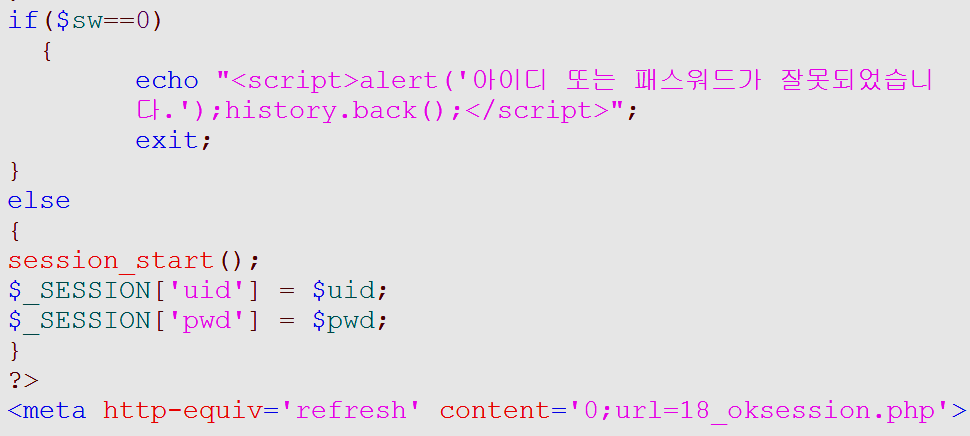 if($sw==0)
{
echo "<script>alert('아이디 또는 패스워드가 잘못되었습니
다.');history.back();</script>";
exit;
}
else
{
session_start();
$_SESSION['uid'] = $uid;
$_SESSION['pwd'] = $pwd;
}
?>
<meta http-equiv='refresh' content='0;url=18_oksession.php'>